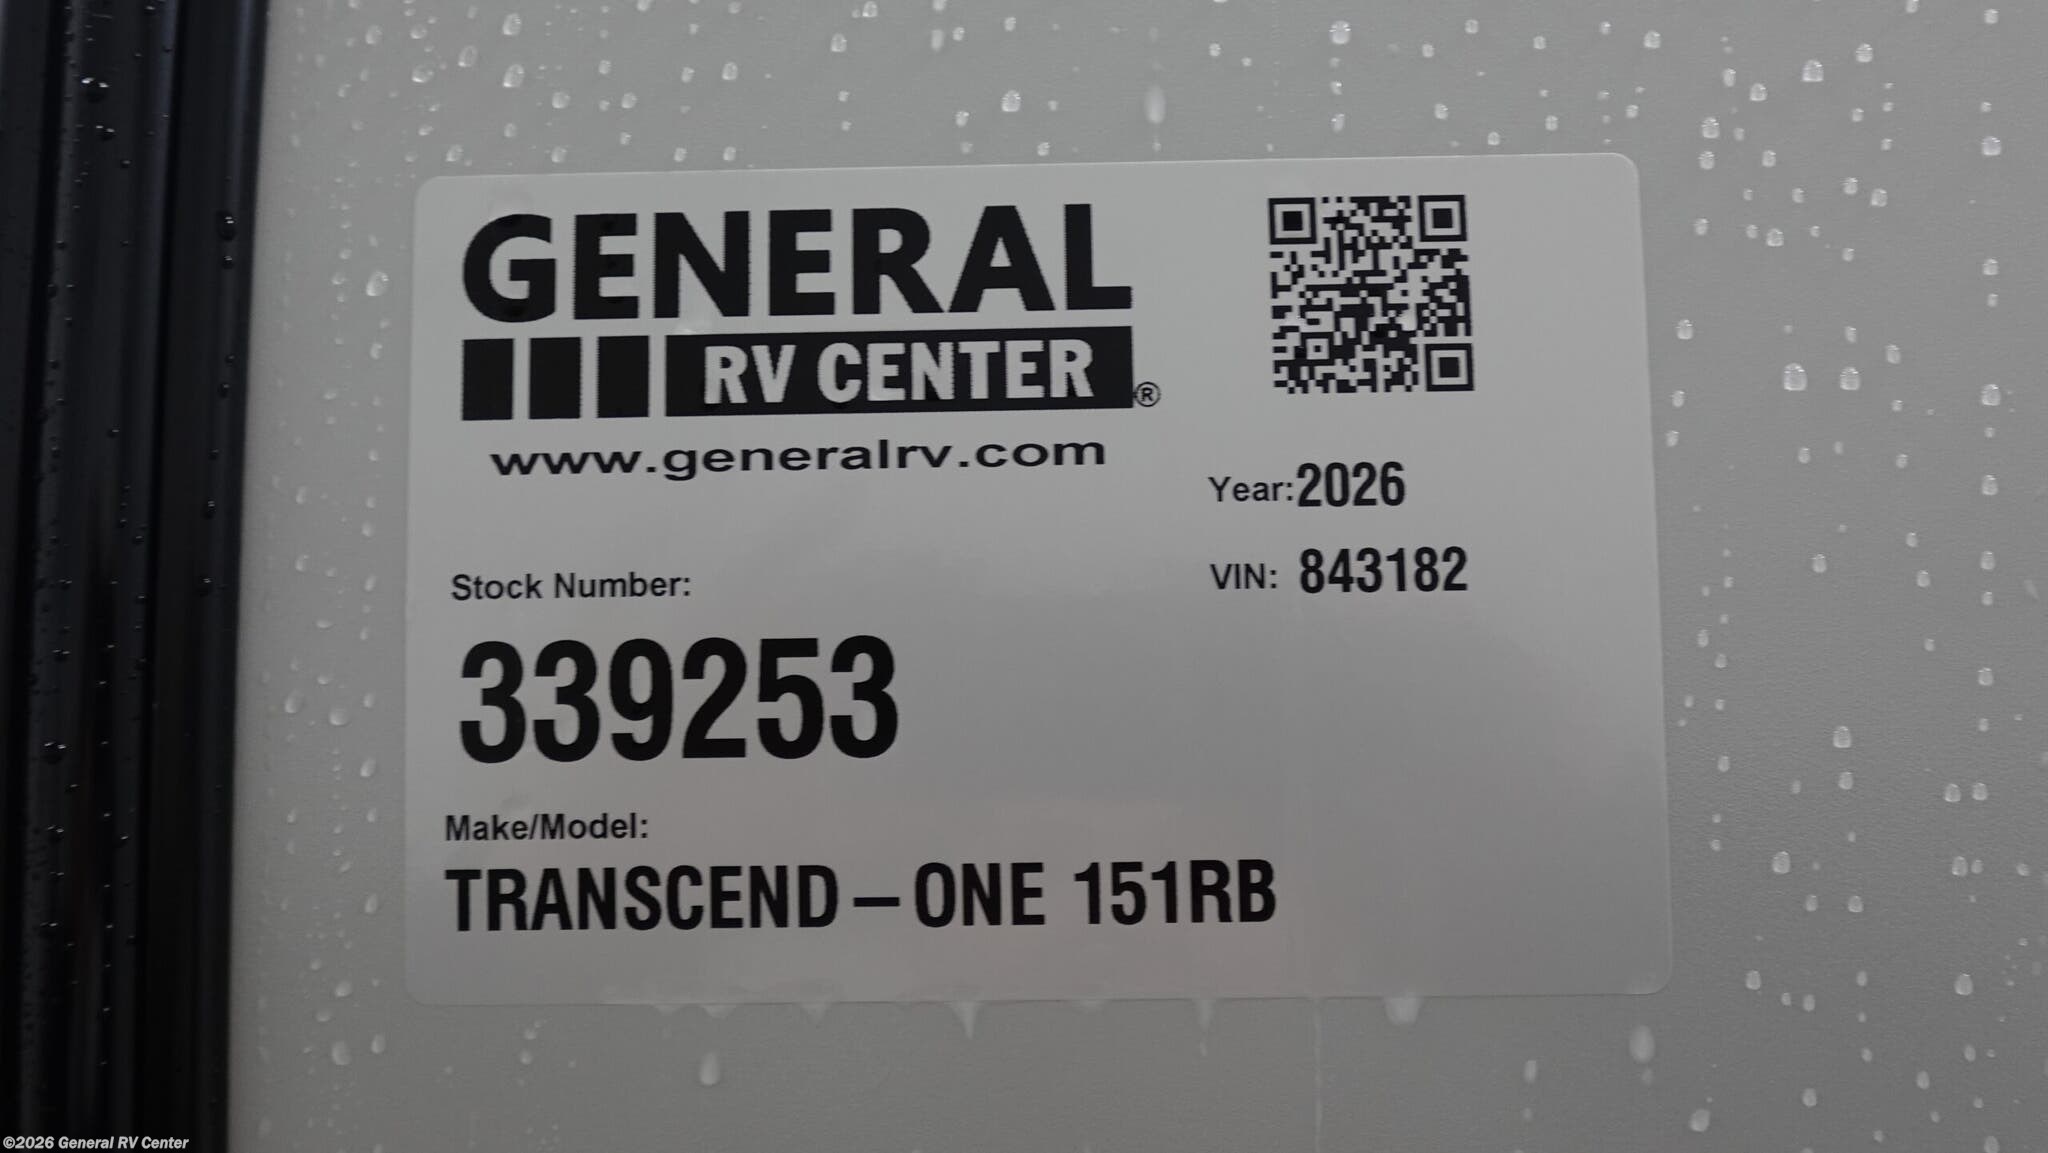 GENERAL
RV CENTER®
www.generalrv.com
Year: 2026
VIN: 843182
Stock Number:
339253
Make/Model:
TRANSCEND – ONE 151RB
©2026 General RV Center